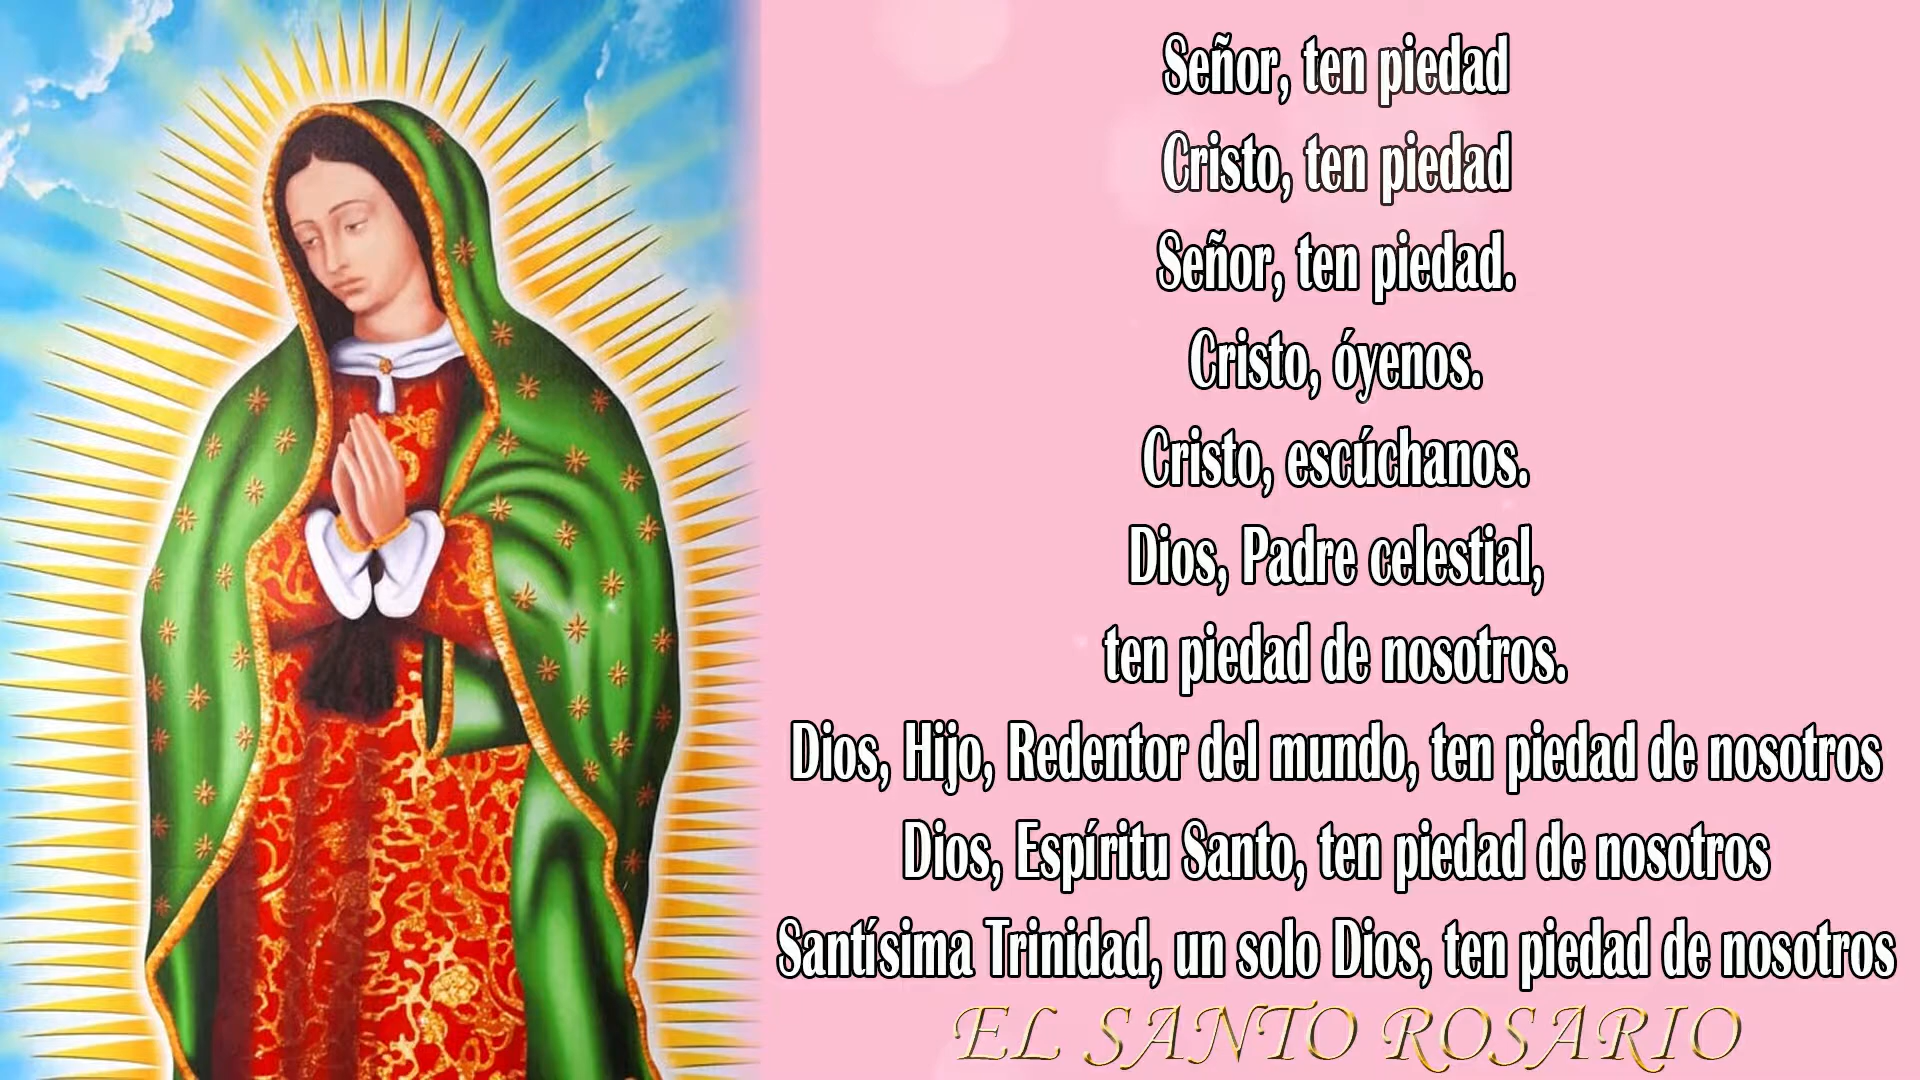 Señor, ten piedad
Cristo, ten piedad
Señor, ten piedad.
Cristo, óyenos.
Cristo, escúchanos.
Dios, Padre celestial,
ten piedad de nosotros.
Dios, Hijo, Redentor del mundo, ten piedad de nosotros
Dios, Espíritu Santo, ten piedad de nosotros
Santísima Trinidad, un solo Dios, ten piedad de nosotros
EL SANTO ROSARIO